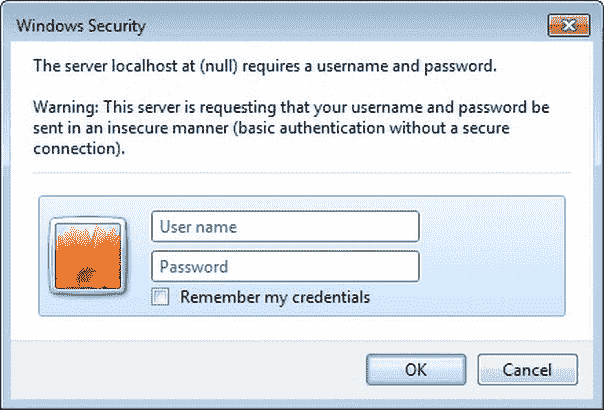 Windows Security
The server localhost at (null) requires a username and password.
Warning: This server is requesting that your username and password be
sent in an insecure manner (basic authentication without a secure
connection).
User name
Password
Remember my credentials
OK
Cancel